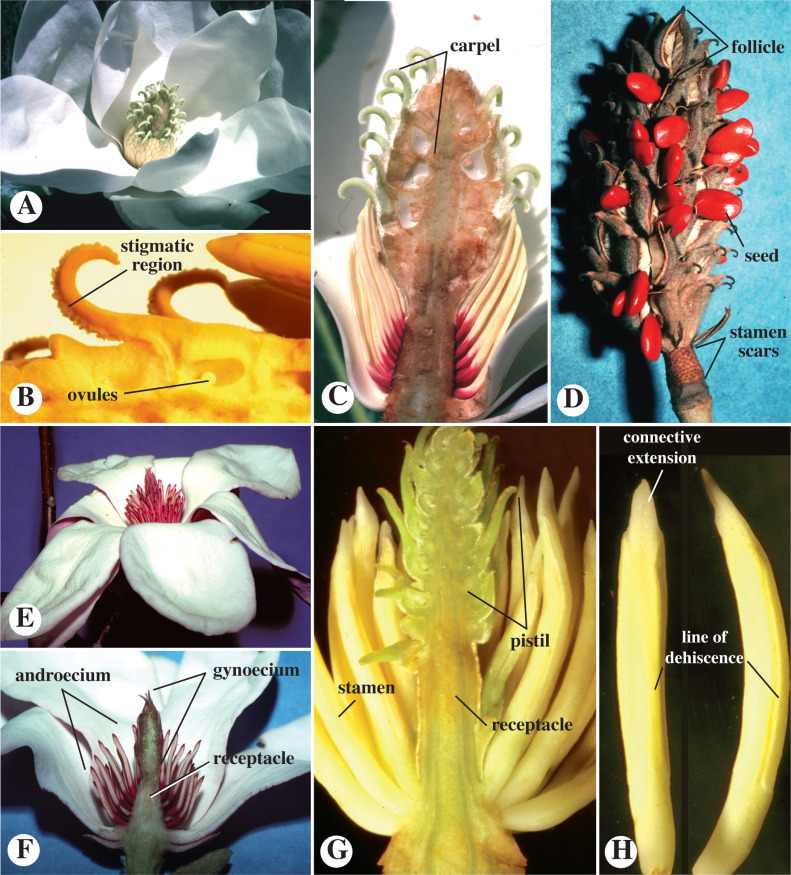 A
stigmatic
region
ovules
B
carpel
C
follicle
seed
stamen
scars
D
E
androecium
gynoecium
receptacle
F
stamen
pistil
receptacle
G
connective
extension
line of
dehiscence
H